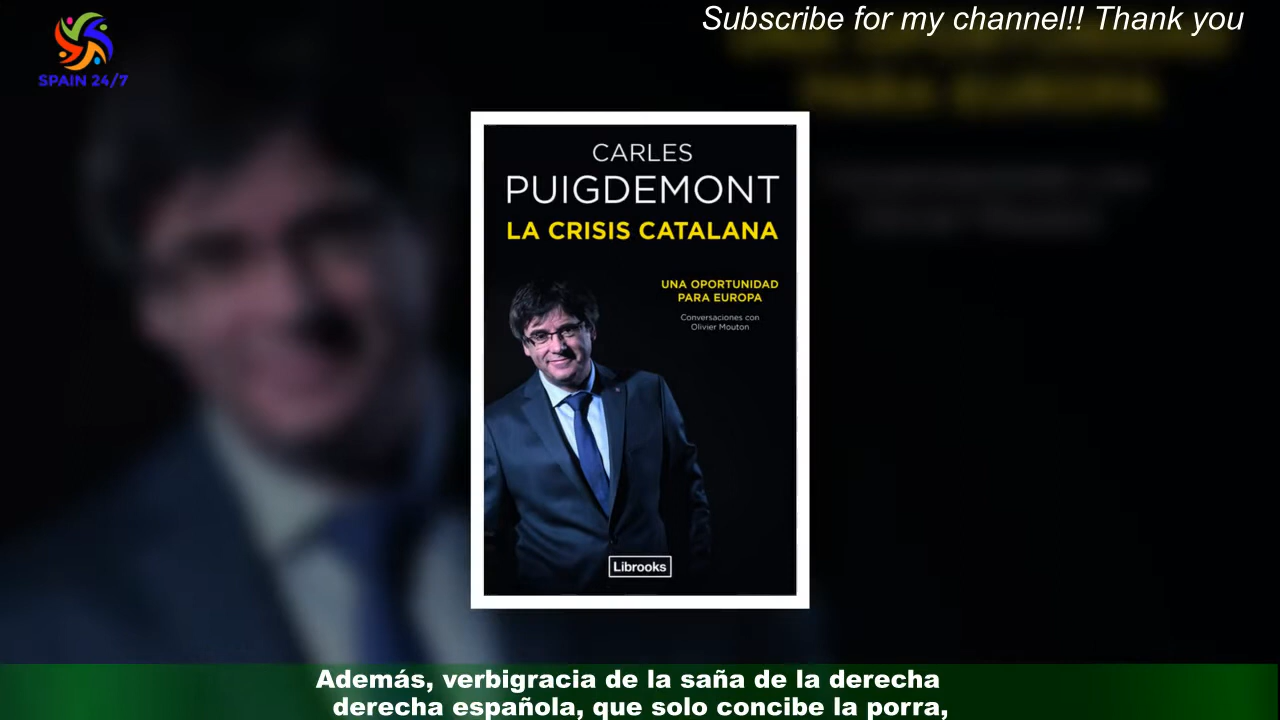 Subscribe for my channel!! Thank you
SPAIN 24/7
CARLES
PUIGDEMONT
LA CRISIS CATALANA
UNA OPORTUNIDAD
PARA EUROPA
Conversaciones con
Olivier Mouton
Librooks
Además, verbigracia de la saña de la derecha
derecha española, que solo concibe la porra,